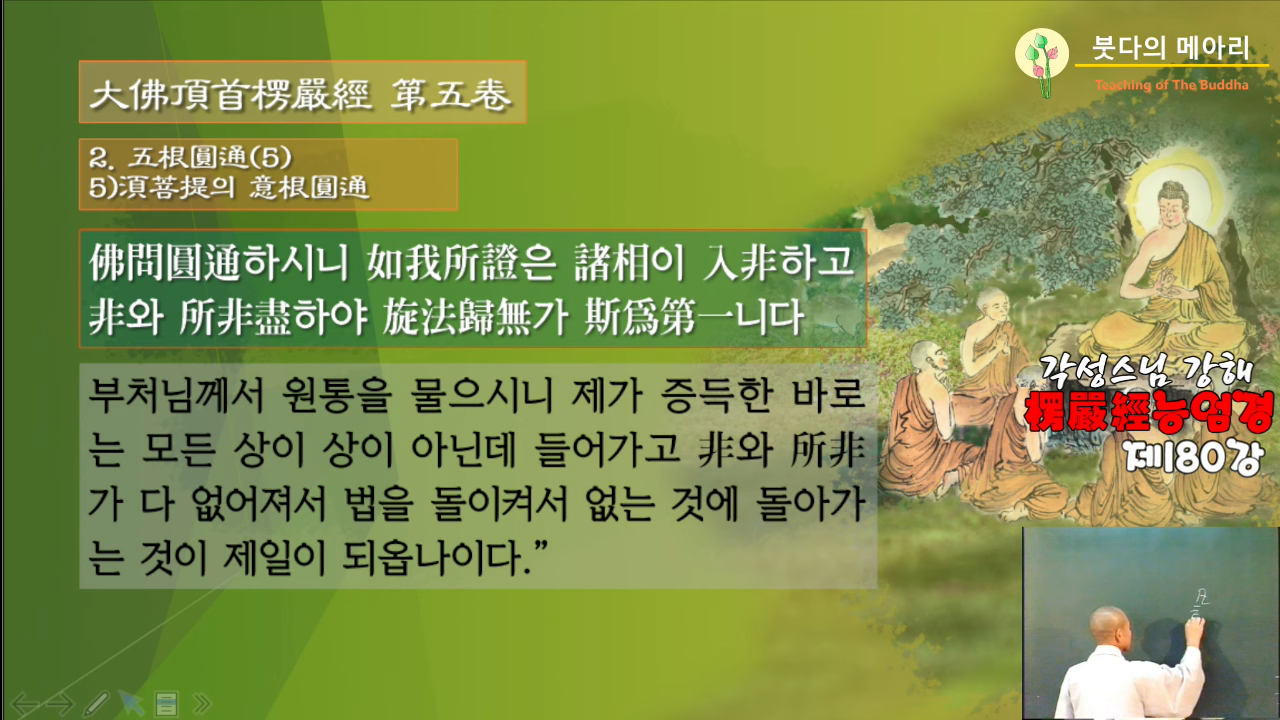 大佛頂首楞嚴經 第五卷
2. 五根圓通(5)
5)須菩提의 意根圓通
佛問圓通하시니 如我所證은 諸相이 入非하고
非와 所非盡하야 旋法歸無가 斯爲第一니다
부처님께서 원통을 물으시니 제가 증득한 바로
는 모든 상이 상이 아닌데 들어가고 非와 所非
가 다 없어져서 법을 돌이켜서 없는 것에 돌아가
는 것이 제일이 되옵나이다.”
붓다의 메아리
Teaching of The Buddha
각성스님 강해
楞嚴經능엄경
제180강